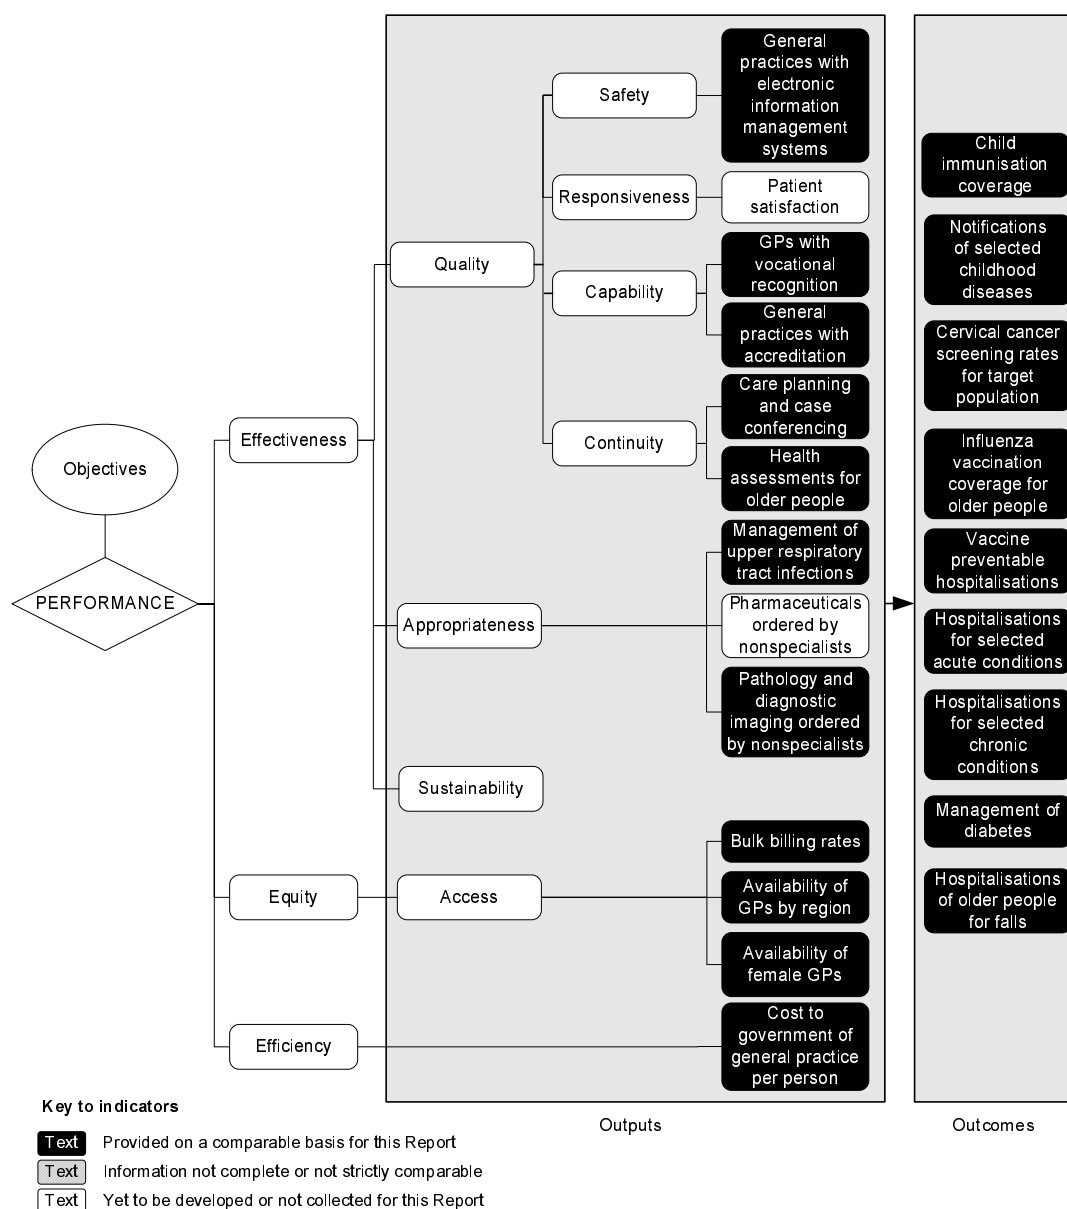 Objectives
PERFORMANCE
Effectiveness
Equity
Efficiency
Quality
Appropriateness
Sustainability
Access
Safety
Responsiveness
Capability
Continuity
General
practices with
electronic
information
management
systems
Patient
satisfaction
GPs with
vocational
recognition
General
practices with
accreditation
Care planning
and case
conferencing
Health
assessments for
older people
Management of
upper respiratory
tract infections
Pharmaceuticals
ordered by
nonspecialists
Pathology and
diagnostic
imaging ordered
by nonspecialists
Bulk billing rates
Availability of
GPs by region
Availability of
female GPs
Cost to
government of
general practice
per person
Outputs
Child
immunisation
coverage
Notifications
of selected
childhood
diseases
Cervical cancer
screening rates
for target
population
Influenza
vaccination
coverage for
older people
Vaccine
preventable
hospitalisations
Hospitalisations
for selected
acute conditions
Hospitalisations
for selected
chronic
conditions
Management of
diabetes
Hospitalisations
of older people
for falls
Outcomes
Key to indicators
Text Provided on a comparable basis for this Report
Text Information not complete or not strictly comparable
Text Yet to be developed or not collected for this Report